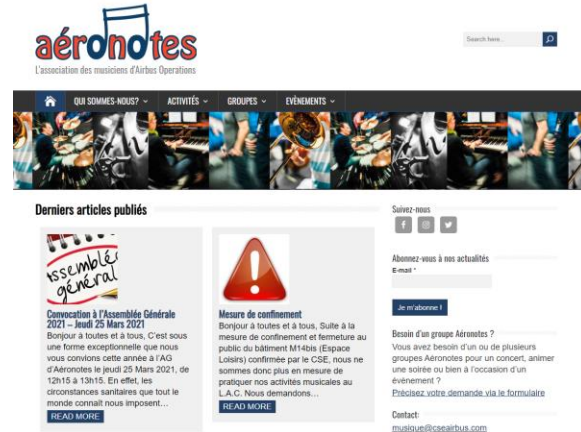 aéronotes
L'association des musiciens d'Airbus Operations
Search here...
QUI SOMMES-NOUS? ACTIVITÉS GROUPES EVÈNEMENTS
Derniers articles publiés
Assemblée
générale
Convocation à l'Assemblée Générale
2021 – Jeudi 25 Mars 2021
Bonjour à toutes et à tous, C'est sous
une forme exceptionnelle que nous
vous convions cette année à l'AG
d'Aéronotes le jeudi 25 Mars 2021, de
12h15 à 13h15. En effet, les
circonstances sanitaires que tout le
monde connaît nous imposent…
READ MORE
Mesure de confinement
Bonjour à toutes et à tous, Suite à la
mesure de confinement et fermeture au
public du bâtiment M14bis (Espace
Loisirs) confirmée par le CSE, nous ne
sommes donc plus en mesure de
pratiquer nos activités musicales au
L.A.C. Nous demandons…
READ MORE
Suivez-nous
Abonnez-vous à nos actualités
E-mail *
Je m'abonne !
Besoin d'un groupe Aéronotes ?
Vous avez besoin d'un ou de plusieurs
groupes Aéronotes pour un concert, animer
une soirée ou bien à l'occasion d'un
évènement ?
Précisez votre demande via le formulaire
Contact:
musique@cseairbus.com